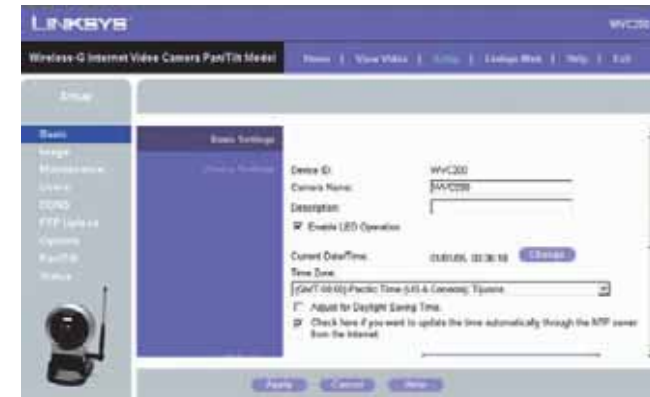 LINKSYS
WVC200
Wireless-G Internet Video Camera Pan/Tilt Model
Home | View Video | Setup | Linksys Web | Help | Exit
Setup
Basic
Image
Maintenance
Users
DDNS
FTP Upload
Options
Pan/Tilt
Status
Basic Settings
Device Settings
Device ID: WVC200
Camera Name: WVC200
Description:
Enable LED Operation
Current Date/Time: Change
Time Zone:
(GMT-08:00) Pacific Time (US & Canada); Tijuana
Adjust for Daylight Saving Time.
Check here if you want to update the time automatically through the NTP server
from the Internet.
Apply Cancel Help